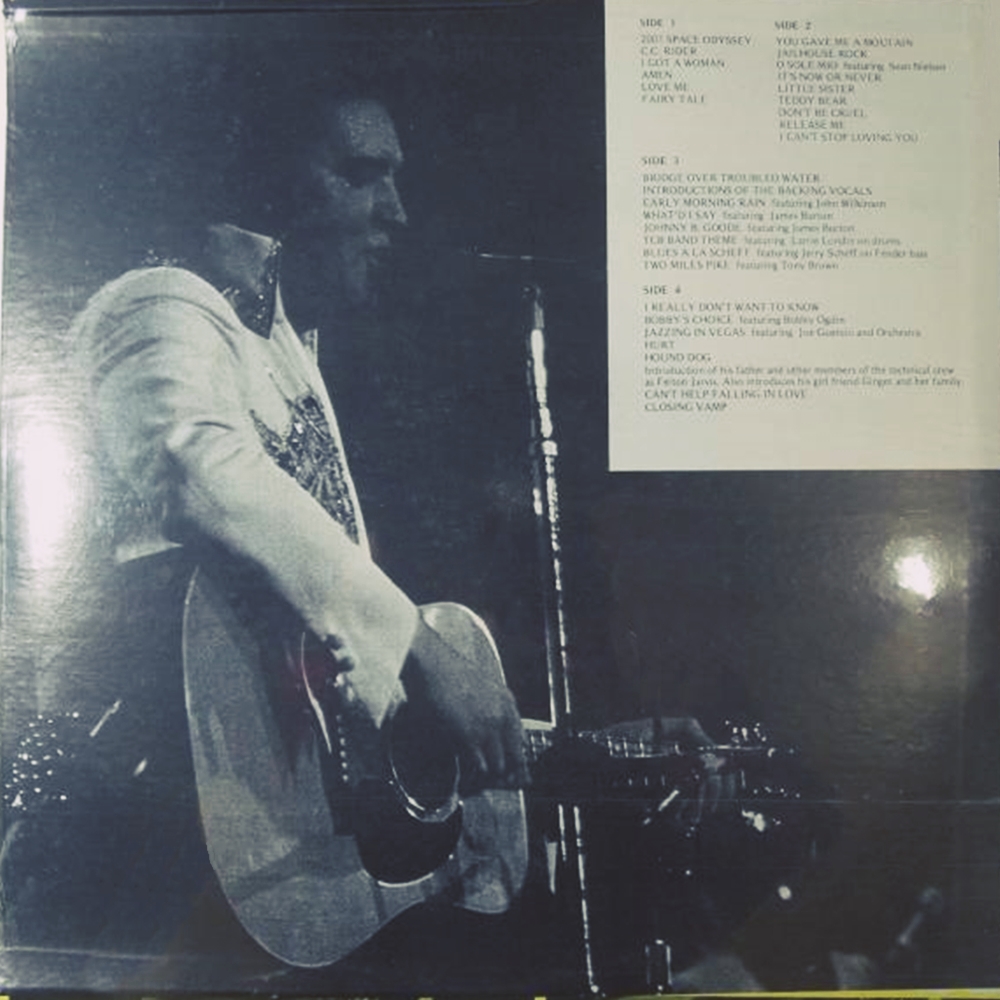 SIDE 1
2001 SPACE ODYSSEY
C.C. RIDER
I GOT A WOMAN
AMEN
LOVE ME
FAIRY TALE
SIDE 2
YOU GAVE ME A MOUTAIN
JAILHOUSE ROCK
O SOLE MIO featuring Sean Nielsen
IT'S NOW OR NEVER
LITTLE SISTER
TEDDY BEAR
DON'T BE CRUEL
RELEASE ME
I CAN'T STOP LOVING YOU
SIDE 3
BRIDGE OVER TROUBLED WATER
INTRODUCTIONS OF THE BACKING VOCALS
EARLY MORNING RAIN featuring John Wilkinson
WHAT'D I SAY featuring James Burton
JOHNNY B. GOODE featuring James Burton
TCB BAND THEME featuring Larrie Londin on drums
BLUES A LA SCHEFF featuring Jerry Scheff on Fender bass
TWO MILES PIKE featuring Tony Brown
SIDE 4
I REALLY DON'T WANT TO KNOW
BOBBY'S CHOICE featuring Bobby Ogdin
JAZZING IN VEGAS featuring Joe Guercio and Orchestra
HURT
HOUND DOG
Introduction of his father and other members of the technical crew
as Felton Jarvis. Also introduces his girl friend Ginger and her family
CAN'T HELP FALLING IN LOVE
CLOSING VAMP